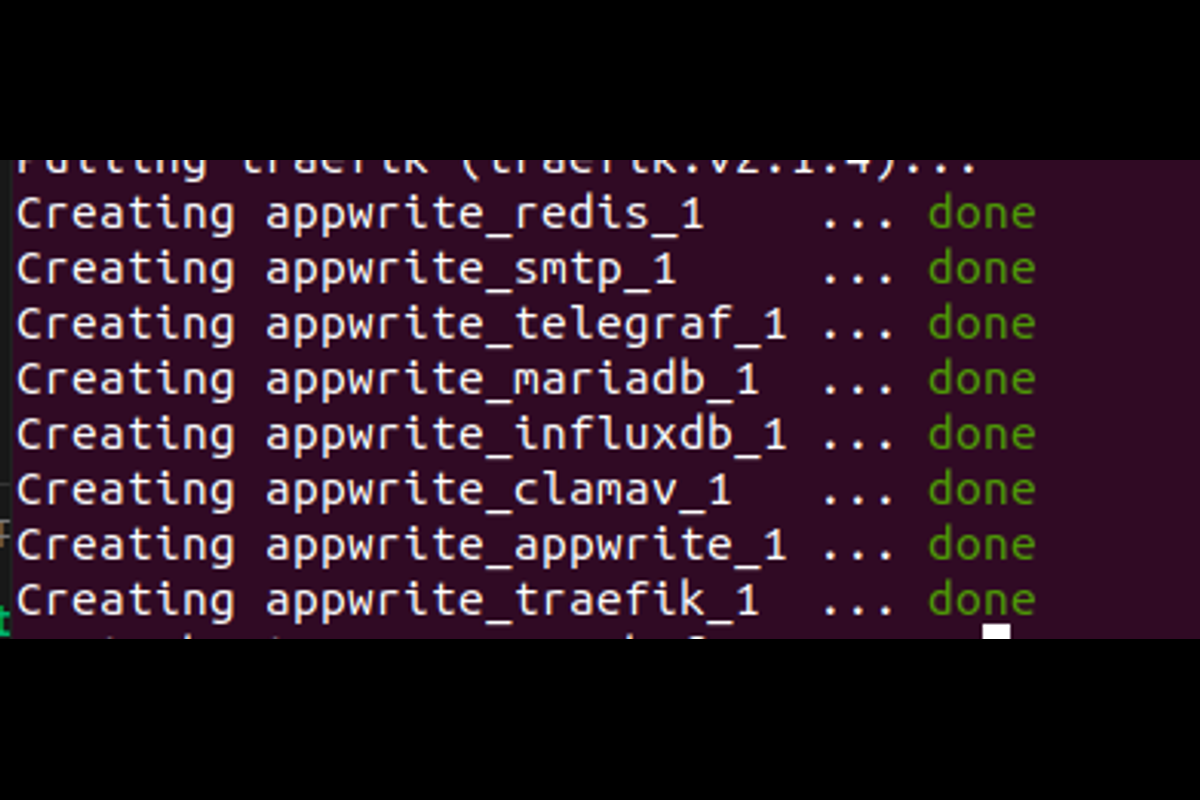 Pulling traefik (traefik:v2.1.4)...
Creating appwrite_redis_1 ... done
Creating appwrite_smtp_1 ... done
Creating appwrite_telegraf_1 ... done
Creating appwrite_mariadb_1 ... done
Creating appwrite_influxdb_1 ... done
Creating appwrite_clamav_1 ... done
Creating appwrite_appwrite_1 ... done
Creating appwrite_traefik_1 ... done